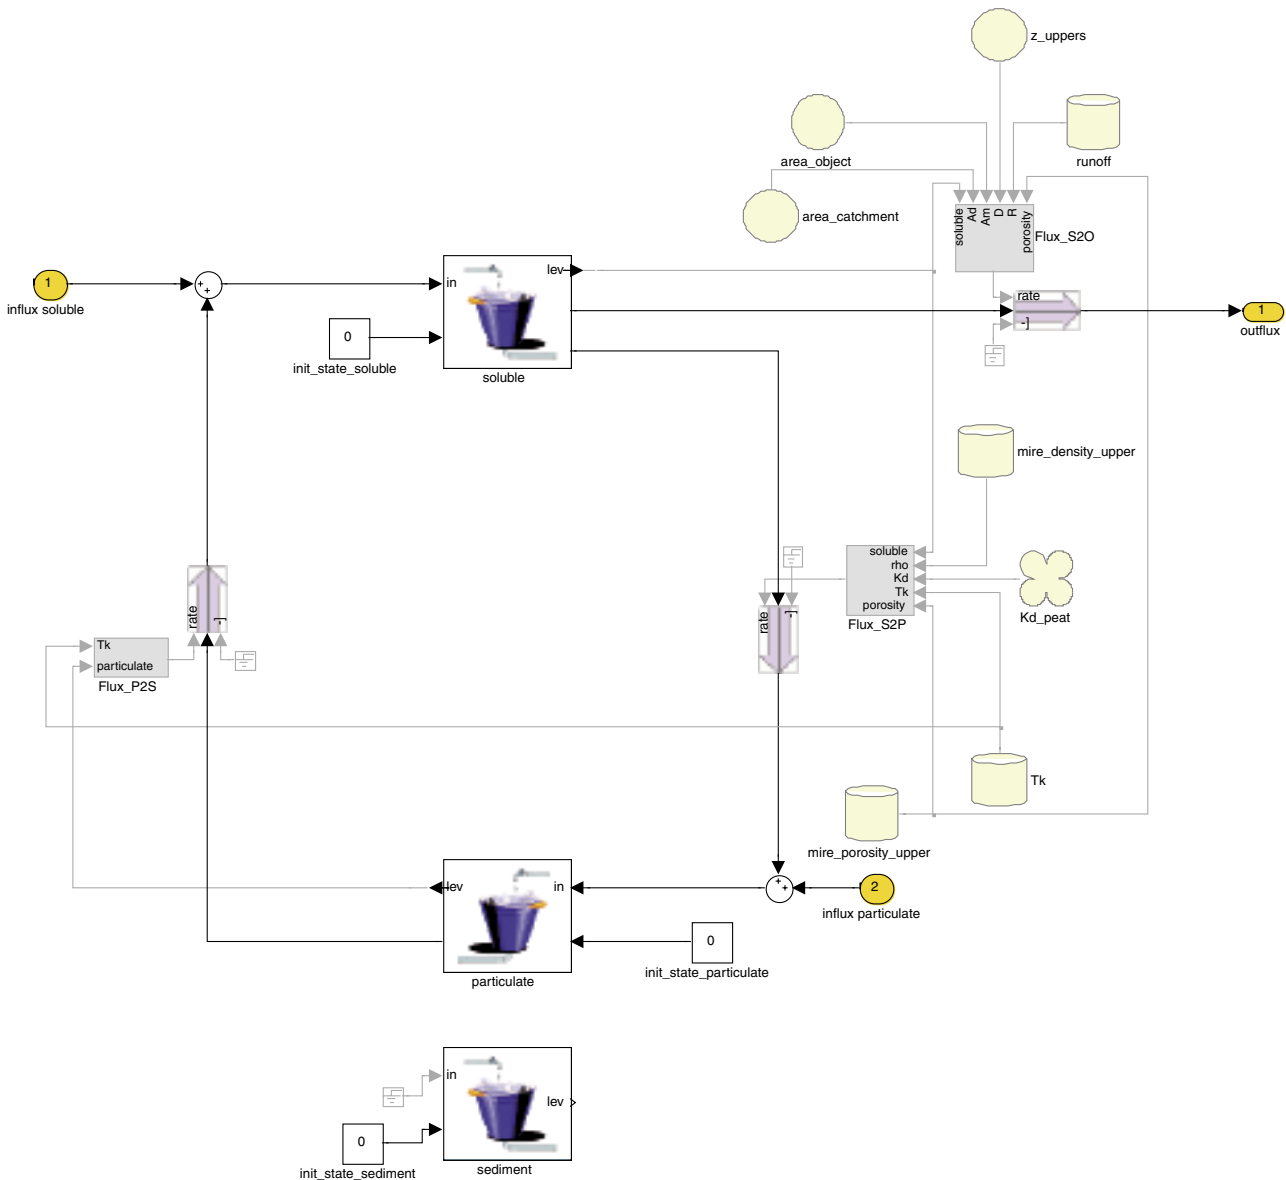 z_uppers
area_object
runoff
area_catchment
soluble
Ad
Am
D
R
porosity
Flux_S2O
1
influx soluble
+
+
in
lev
soluble
0
init_state_soluble
rate
-]
1
outflux
mire_density_upper
soluble
rho
Kd
Tk
porosity
Flux_S2P
Kd_peat
rate
-]
rate
-]
Tk
particulate
Flux_P2S
Tk
mire_porosity_upper
lev
in
particulate
+
+
2
influx particulate
0
init_state_particulate
in
lev
sediment
0
init_state_sediment